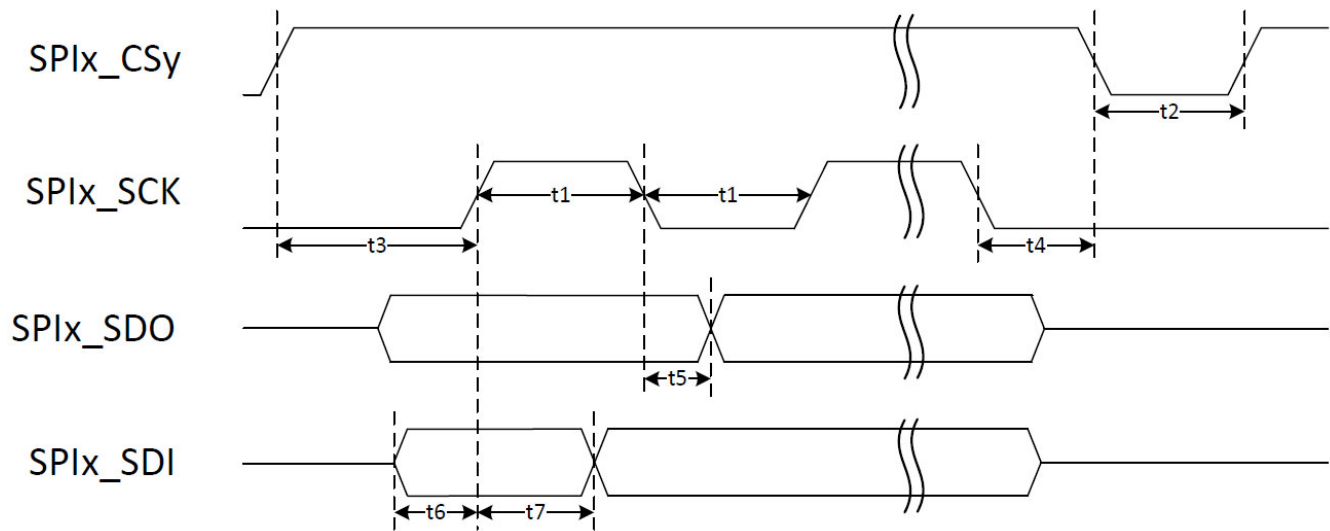 SPIx_CSy
t2
SPIx_SCK
t1 t1
t3 t4
SPIx_SDO
t5
SPIx_SDI
t6 t7